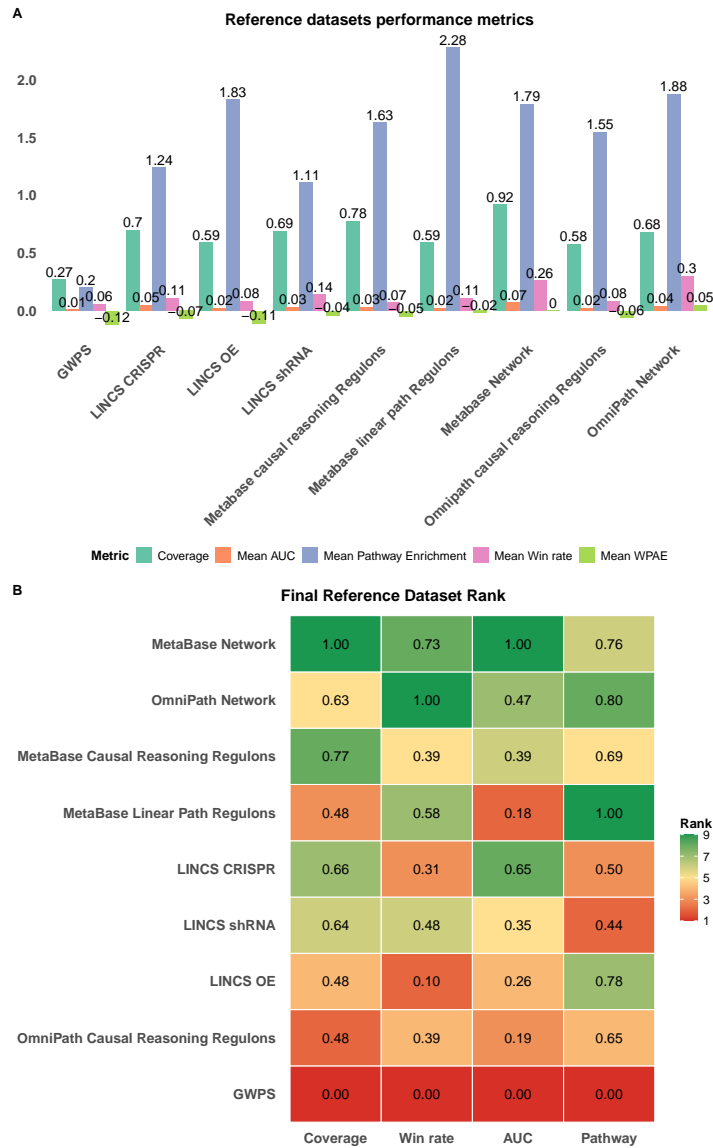 A
Reference datasets performance metrics
2.28
2.0
1.83
1.79
1.88
1.63
1.55
1.5
1.24
1.11
1.0
0.92
0.78
0.7
0.69
0.68
0.59
0.59
0.58
0.5
0.27
0.2
0.26
0.3
0.01
0.06
0.05
0.11
0.02
0.08
0.03
0.14
0.03
0.07
0.02
0.11
0.07
0
0.02
0.08
0.04
0.05
0.0
−0.12
−0.07
−0.11
−0.04
−0.05
−0.02
−0.06
GWPS
LINCS CRISPR
LINCS OE
LINCS shRNA
Metabase causal reasoning Regulons
Metabase linear path Regulons
Metabase Network
Omnipath causal reasoning Regulons
OmniPath Network
Metric Coverage Mean AUC Mean Pathway Enrichment Mean Win rate Mean WPAE
B
Final Reference Dataset Rank
MetaBase Network 1.00 0.73 1.00 0.76
OmniPath Network 0.63 1.00 0.47 0.80
MetaBase Causal Reasoning Regulons 0.77 0.39 0.39 0.69
MetaBase Linear Path Regulons 0.48 0.58 0.18 1.00
LINCS CRISPR 0.66 0.31 0.65 0.50
LINCS shRNA 0.64 0.48 0.35 0.44
LINCS OE 0.48 0.10 0.26 0.78
OmniPath Causal Reasoning Regulons 0.48 0.39 0.19 0.65
GWPS 0.00 0.00 0.00 0.00
Coverage Win rate AUC Pathway
Rank
9
7
5
3
1